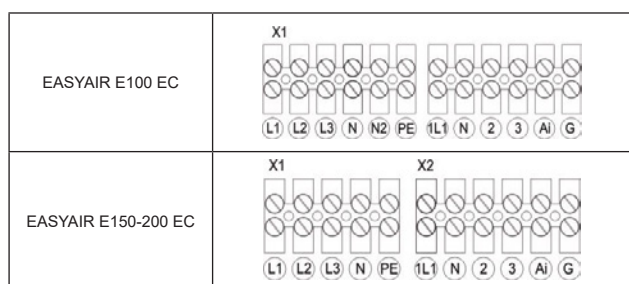 X1
EASYAIR E100 EC
L1 L2 L3 N N2 PE 1L1 N 2 3 Ai G
X1 X2
EASYAIR E150-200 EC
L1 L2 L3 N PE 1L1 N 2 3 Ai G